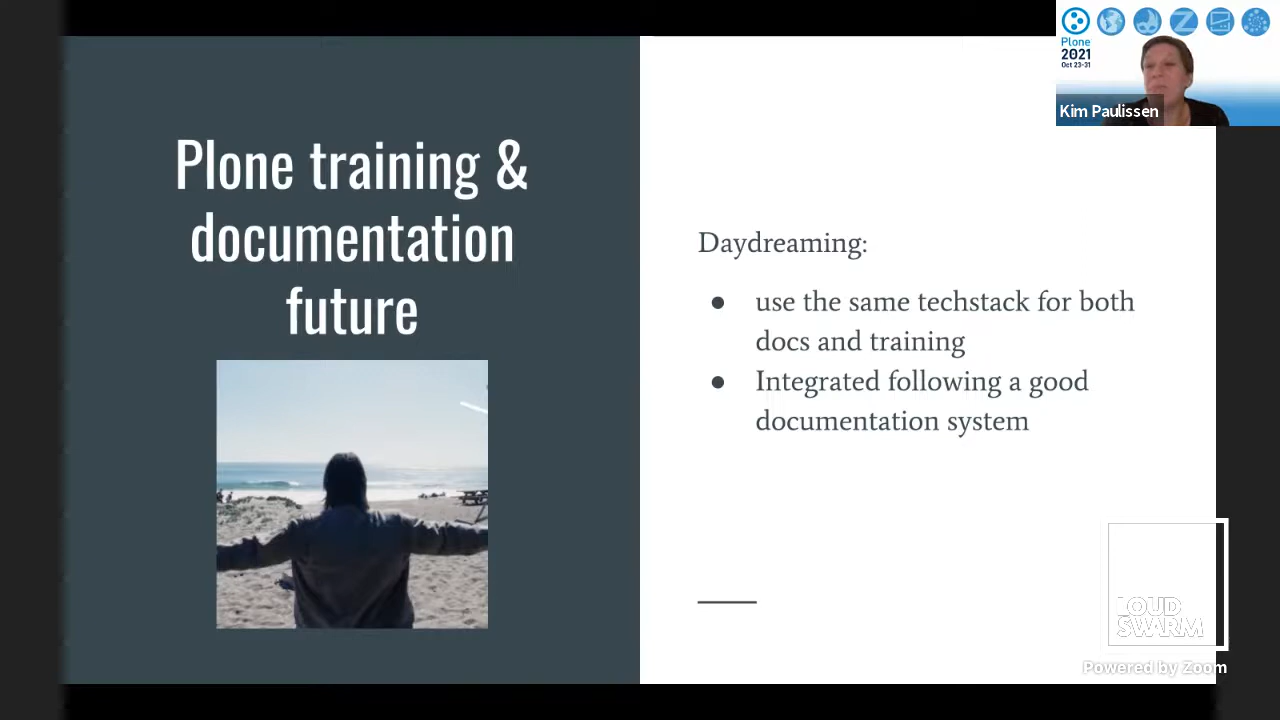 Plone
2021
Oct 23-31
Kim Paulissen
Plone training &
documentation
future
Daydreaming:
● use the same techstack for both
docs and training
● Integrated following a good
documentation system
LOUD
SWARM
Powered by Zoom